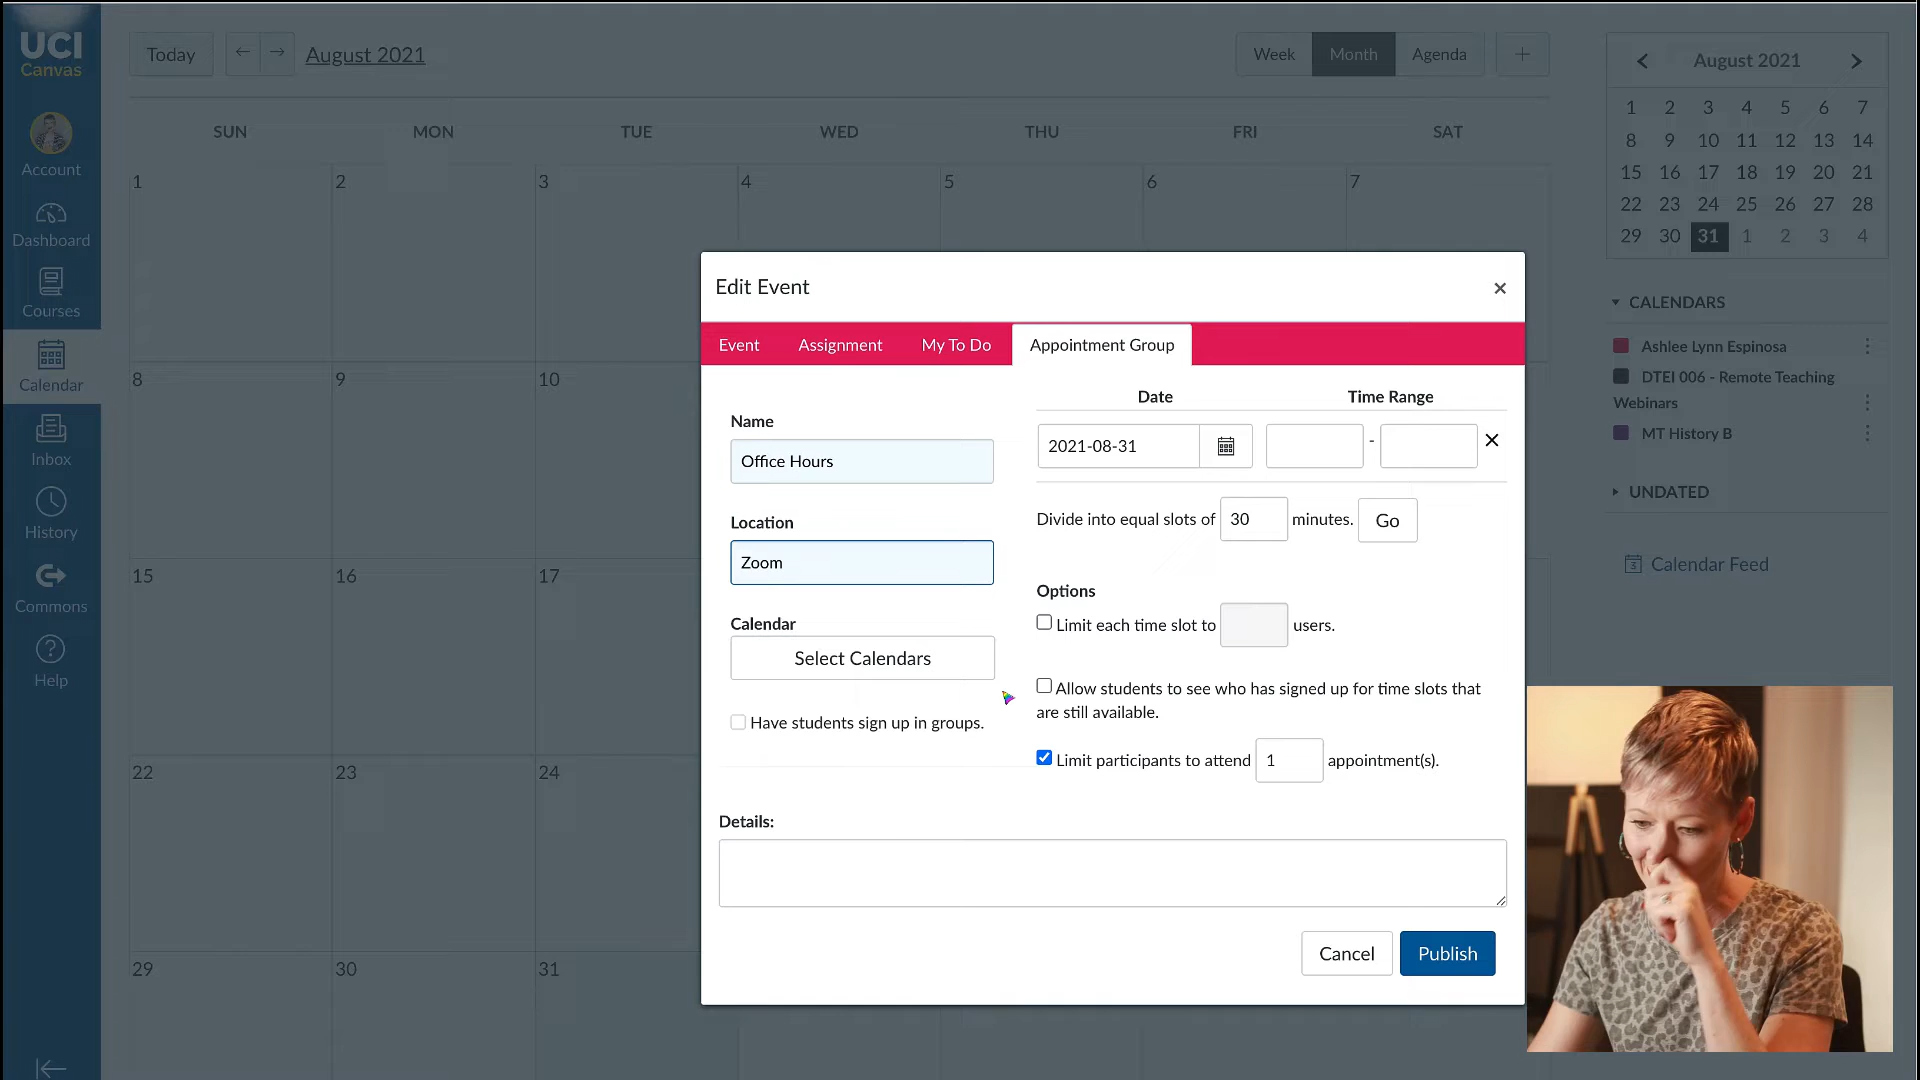 UCI
Canvas
Account
Dashboard
Courses
Calendar
Inbox
History
Commons
Help
Today
August 2021
Week
Month
Agenda
SUN MON TUE WED THU FRI SAT
1 2 3 4 5 6 7
8 9 10
15 16 17
22 23 24
29 30 31
Edit Event
Event
Assignment
My To Do
Appointment Group
Name
Office Hours
Location
Zoom
Calendar
Select Calendars
Have students sign up in groups.
Date Time Range
2021-08-31 -
Divide into equal slots of 30 minutes. Go
Options
Limit each time slot to users.
Allow students to see who has signed up for time slots that
are still available.
Limit participants to attend 1 appointment(s).
Details:
Cancel
Publish
August 2021
1 2 3 4 5 6 7
8 9 10 11 12 13 14
15 16 17 18 19 20 21
22 23 24 25 26 27 28
29 30 31 1 2 3 4
CALENDARS
Ashlee Lynn Espinosa
DTEI 006 - Remote Teaching
Webinars
MT History B
UNDATED
Calendar Feed